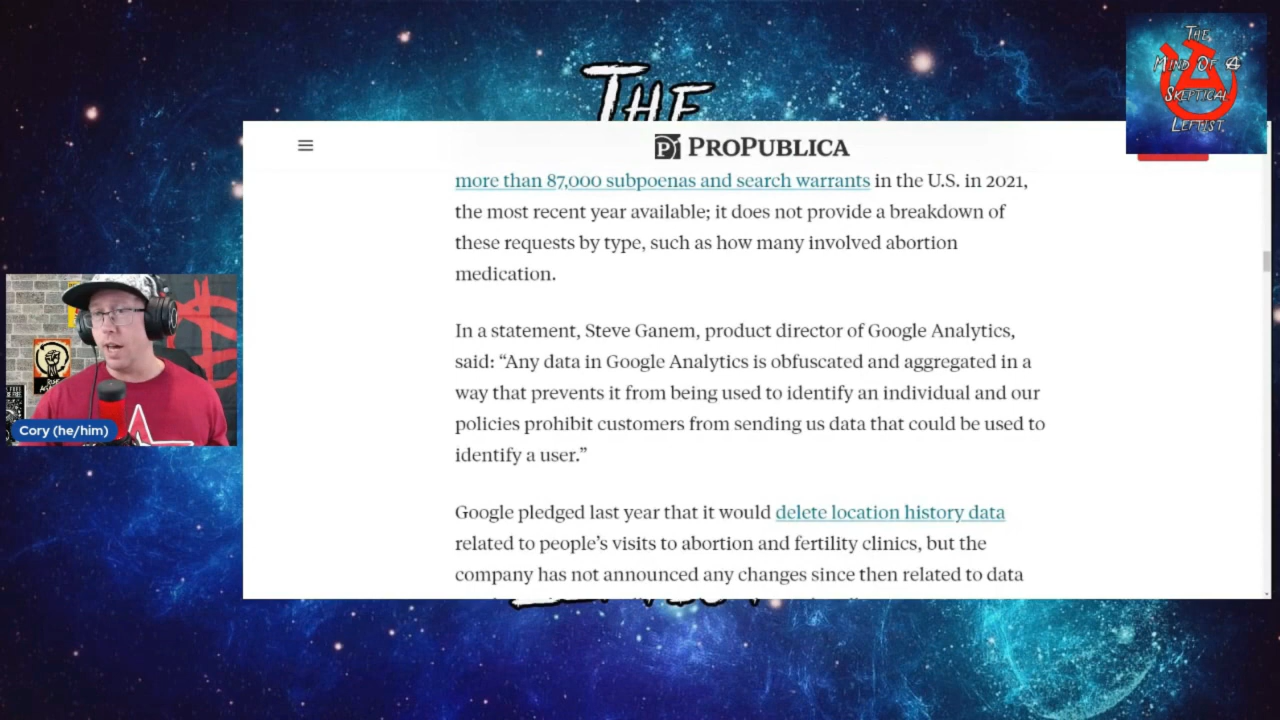 THE
THE
MIND OF A
SKEPTICAL
LEFTIST
PROPUBLICA
more than 87,000 subpoenas and search warrants in the U.S. in 2021,
the most recent year available; it does not provide a breakdown of
these requests by type, such as how many involved abortion
medication.
In a statement, Steve Ganem, product director of Google Analytics,
said: “Any data in Google Analytics is obfuscated and aggregated in a
way that prevents it from being used to identify an individual and our
policies prohibit customers from sending us data that could be used to
identify a user.”
Google pledged last year that it would delete location history data
related to people’s visits to abortion and fertility clinics, but the
company has not announced any changes since then related to data
Cory (he/him)